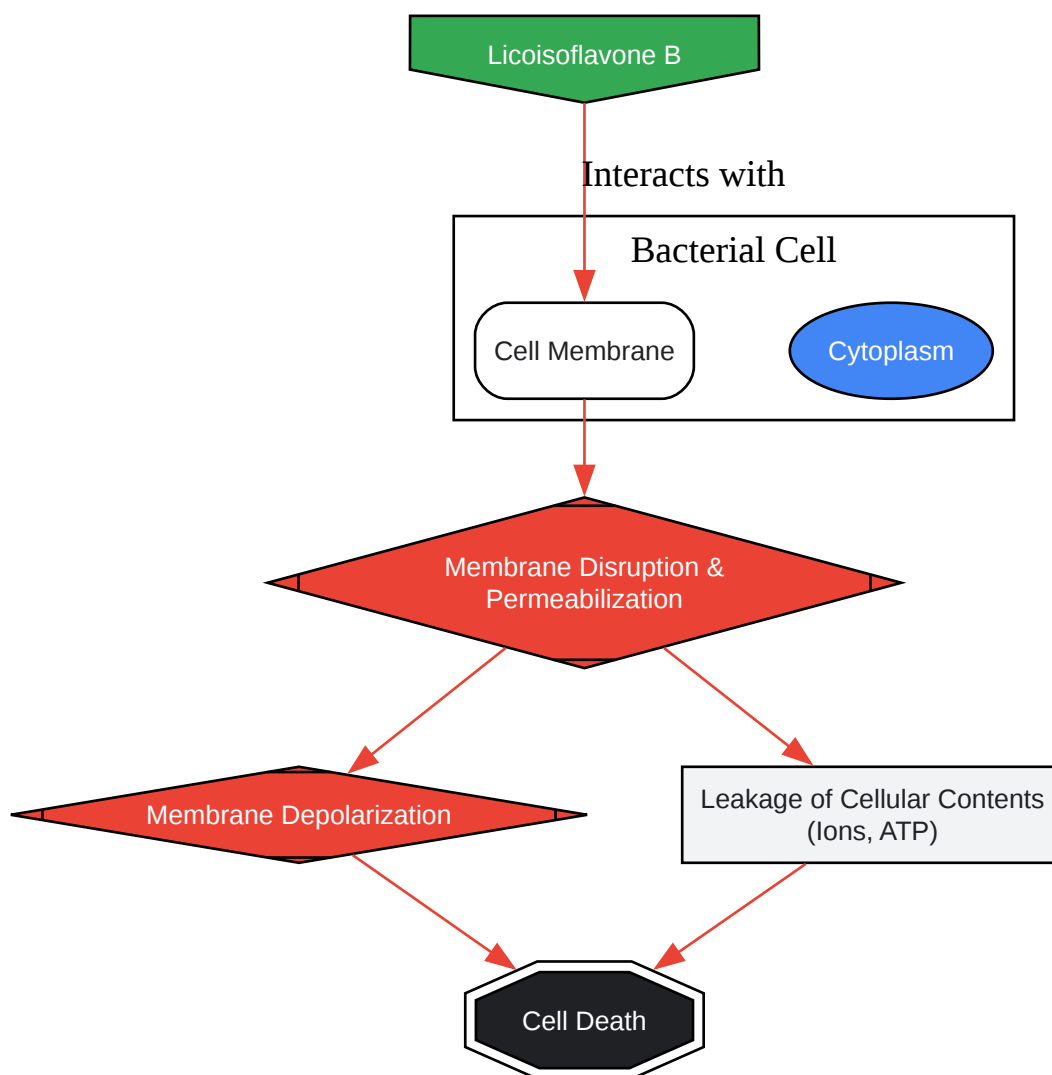 Licoisoflavone B
Interacts with
Bacterial Cell
Cell Membrane
Cytoplasm
Membrane Disruption &
Permeabilization
Membrane Depolarization
Leakage of Cellular Contents
(Ions, ATP)
Cell Death